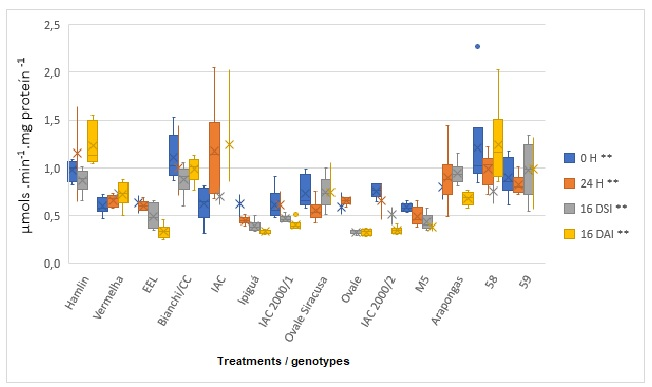 2,5
2,0
1,5
1,0
0,5
0,0
µmols .min⁻¹.mg protein ⁻¹
Hamlin
Vermelha
EEL
Bianchi/CC
IAC
Ipiguá
IAC 2000/1
Ovale Siracusa
Ovale
IAC 2000/2
M5
Arapongas
58
59
Treatments / genotypes
0 H **
24 H **
16 DSI **
16 DAI **